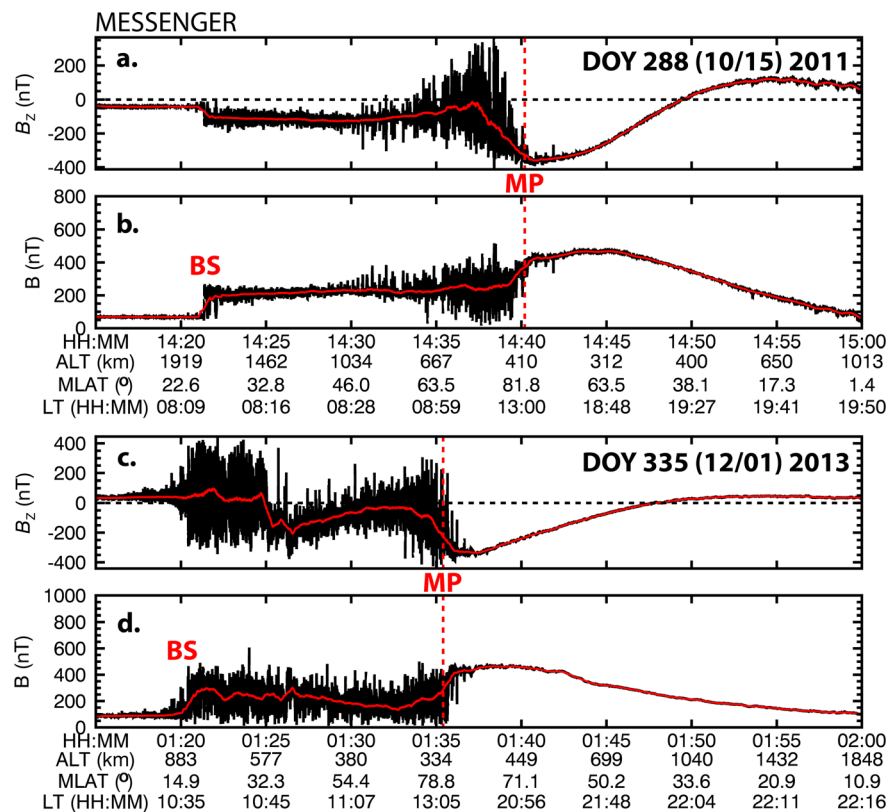 MESSENGER
a.
DOY 288 (10/15) 2011
200
0
-200
-400
Bz (nT)
MP
800
600
400
200
0
B (nT)
b.
BS
HH:MM 14:20 14:25 14:30 14:35 14:40 14:45 14:50 14:55 15:00
ALT (km) 1919 1462 1034 667 410 312 400 650 1013
MLAT (º) 22.6 32.8 46.0 63.5 81.8 63.5 38.1 17.3 1.4
LT (HH:MM) 08:09 08:16 08:28 08:59 13:00 18:48 19:27 19:41 19:50
c.
DOY 335 (12/01) 2013
400
200
0
-200
-400
Bz (nT)
MP
1000
800
600
400
200
0
B (nT)
d.
BS
HH:MM 01:20 01:25 01:30 01:35 01:40 01:45 01:50 01:55 02:00
ALT (km) 883 577 380 334 449 699 1040 1432 1848
MLAT (º) 14.9 32.3 54.4 78.8 71.1 50.2 33.6 20.9 10.9
LT (HH:MM) 10:35 10:45 11:07 13:05 20:56 21:48 22:04 22:11 22:16